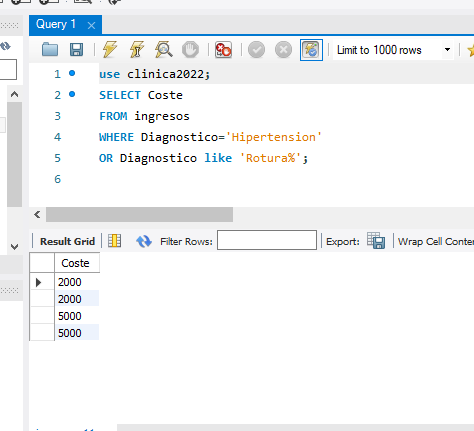 Query 1
Limit to 1000 rows
1 use clinica2022;
2 SELECT Coste
3 FROM ingresos
4 WHERE Diagnostico='Hipertension'
5 OR Diagnostico like 'Rotura%';
6
Result Grid Filter Rows: Export: Wrap Cell Conte
Coste
2000
2000
5000
5000